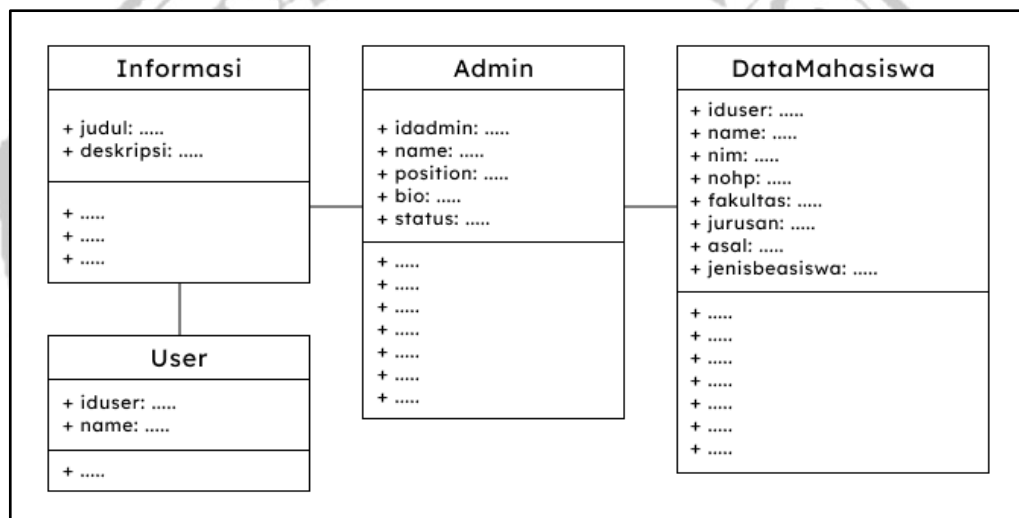 Informasi
+ judul: .....
+ deskripsi: .....
+ .....
+ .....
+ .....
User
+ iduser: .....
+ name: .....
+ .....
Admin
+ idadmin: .....
+ name: .....
+ position: .....
+ bio: .....
+ status: .....
+ .....
+ .....
+ .....
+ .....
+ .....
+ .....
+ .....
DataMahasiswa
+ iduser: .....
+ name: .....
+ nim: .....
+ nohp: .....
+ fakultas: .....
+ jurusan: .....
+ asal: .....
+ jenisbeasiswa: .....
+ .....
+ .....
+ .....
+ .....
+ .....
+ .....
+ .....